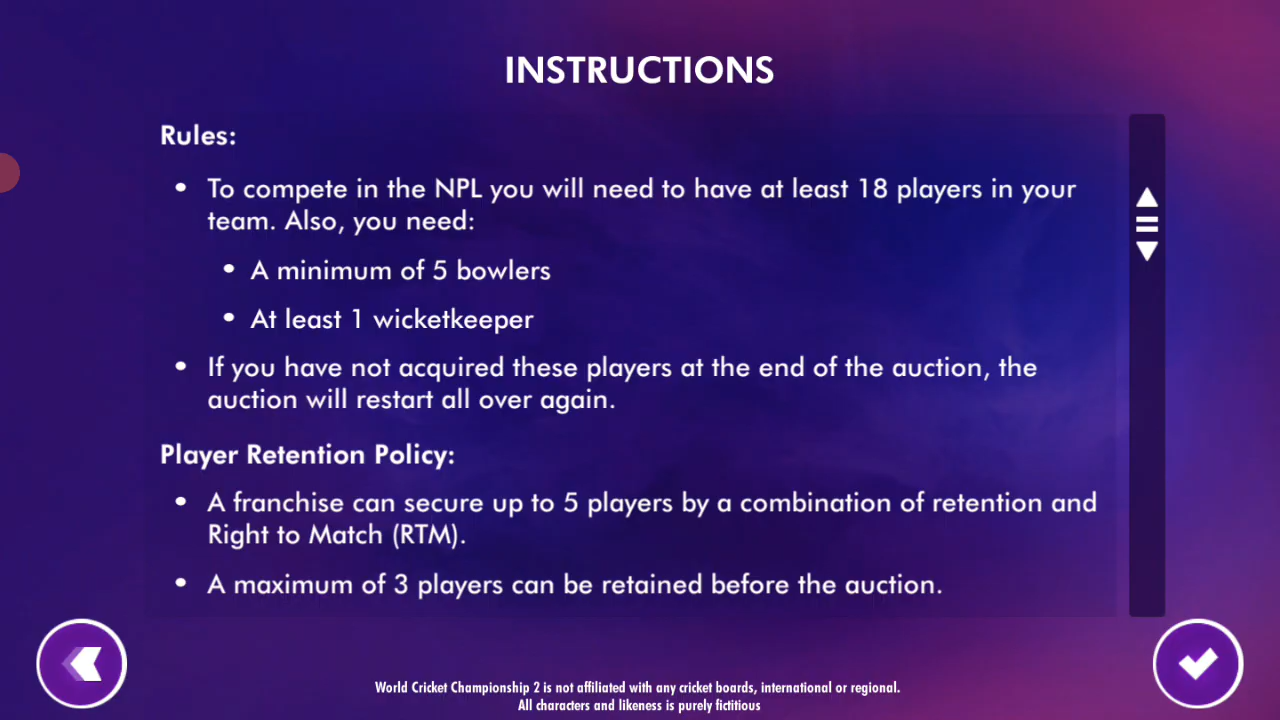 INSTRUCTIONS
Rules:
• To compete in the NPL you will need to have at least 18 players in your
team. Also, you need:
• A minimum of 5 bowlers
• At least 1 wicketkeeper
• If you have not acquired these players at the end of the auction, the
auction will restart all over again.
Player Retention Policy:
• A franchise can secure up to 5 players by a combination of retention and
Right to Match (RTM).
• A maximum of 3 players can be retained before the auction.
World Cricket Championship 2 is not affiliated with any cricket boards, international or regional.
All characters and likeness is purely fictitious